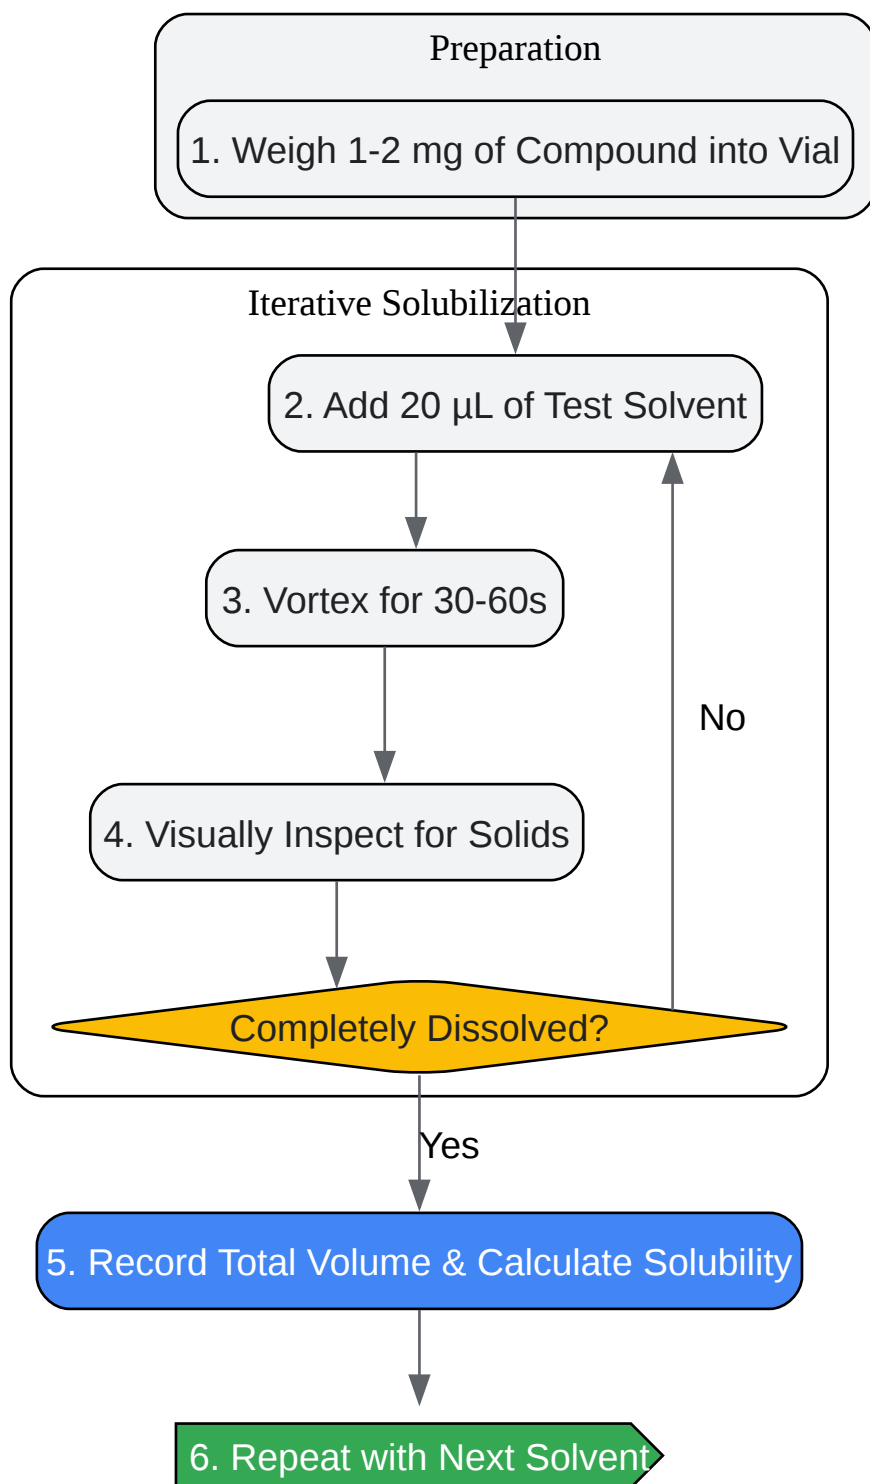 Preparation
1. Weigh 1-2 mg of Compound into Vial
Iterative Solubilization
2. Add 20 µL of Test Solvent
3. Vortex for 30-60s
No
4. Visually Inspect for Solids
Completely Dissolved?
Yes
5. Record Total Volume & Calculate Solubility
6. Repeat with Next Solvent